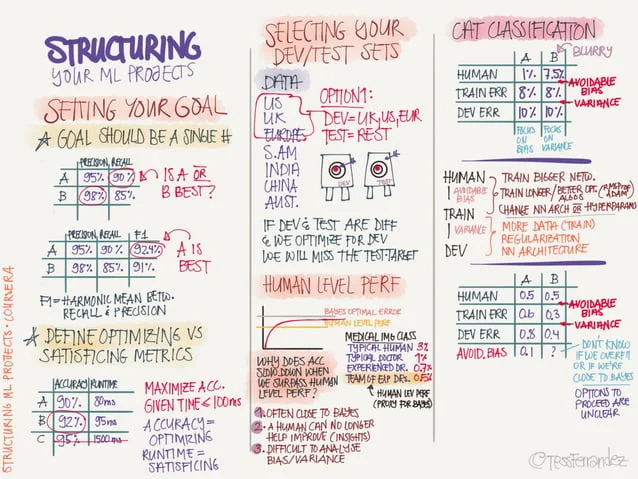 STRUCTURING
YOUR ML PROJECTS
SETTING YOUR GOAL
GOAL SHOULD BE A SINGLE #
PRECISION, RECALL
A 95% 90%
B 98% 85%
IS A OR
B BEST?
PRECISION, RECALL F1
A 95% 90% 92.4%
B 98% 85% 91%
A IS
BEST
F1 = HARMONIC MEAN BETW.
RECALL & PRECISION
DEFINE OPTIMIZING VS
SATISFICING METRICS
ACCURACY RUNTIME
A 90% 80ms
B 92% 95ms
C 95% 1500ms
MAXIMIZE ACC.
GIVEN TIME ≤ 100ms
ACCURACY =
OPTIMIZING
RUNTIME =
SATISFICING
STRUCTURING ML PROJECTS • COURSERA
SELECTING YOUR
DEV/TEST SETS
DATA
US
UK
EUROPE
S.AM
INDIA
CHINA
AUST.
OPTION 1:
DEV = UK, US, EUR
TEST = REST
DEV
TEST
IF DEV & TEST ARE DIFF
& WE OPTIMIZE FOR DEV
WE WILL MISS THE TEST-TARGET
HUMAN LEVEL PERF
BAYES OPTIMAL ERROR
HUMAN LEVEL PERF
MEDICAL IMG CLASS
TYPICAL HUMAN 3%
TYPICAL DOCTOR 1%
EXPERIENCED DR. 0.7%
TEAM OF EXP DRS. 0.5%
HUMAN LEV PERF
(PROXY FOR BAYES)
WHY DOES ACC
SLOW DOWN WHEN
WE SURPASS HUMAN
LEVEL PERF?
1. OFTEN CLOSE TO BAYES
2. A HUMAN CAN NO LONGER
HELP IMPROVE (INSIGHTS)
3. DIFFICULT TO ANALYSE
BIAS/VARIANCE
CAT CLASSIFICATION
A B BLURRY
HUMAN 1% 7.5%
TRAIN ERR 8% 8%
DEV ERR 10% 10%
AVOIDABLE
BIAS
VARIANCE
FOCUS
ON
BIAS
FOCUS
ON
VARIANCE
HUMAN
AVOIDABLE
BIAS
TRAIN
VARIANCE
DEV
TRAIN BIGGER NETW.
TRAIN LONGER/BETTER OPT. ALGOS (RMSPROP ADAM)
CHANGE NN ARCH OR HYPERPARAMS
MORE DATA (TRAIN)
REGULARIZATION
NN ARCHITECTURE
A B
HUMAN 0.5 0.5
TRAIN ERR 0.6 0.3
DEV ERR 0.8 0.4
AVOID. BIAS 0.1 ?
AVOIDABLE
BIAS
VARIANCE
DON'T KNOW
IF WE OVERFIT
OR IF WE'RE
CLOSE TO BAYES
OPTIONS TO
PROCEED ARE
UNCLEAR
©TessFerrandez